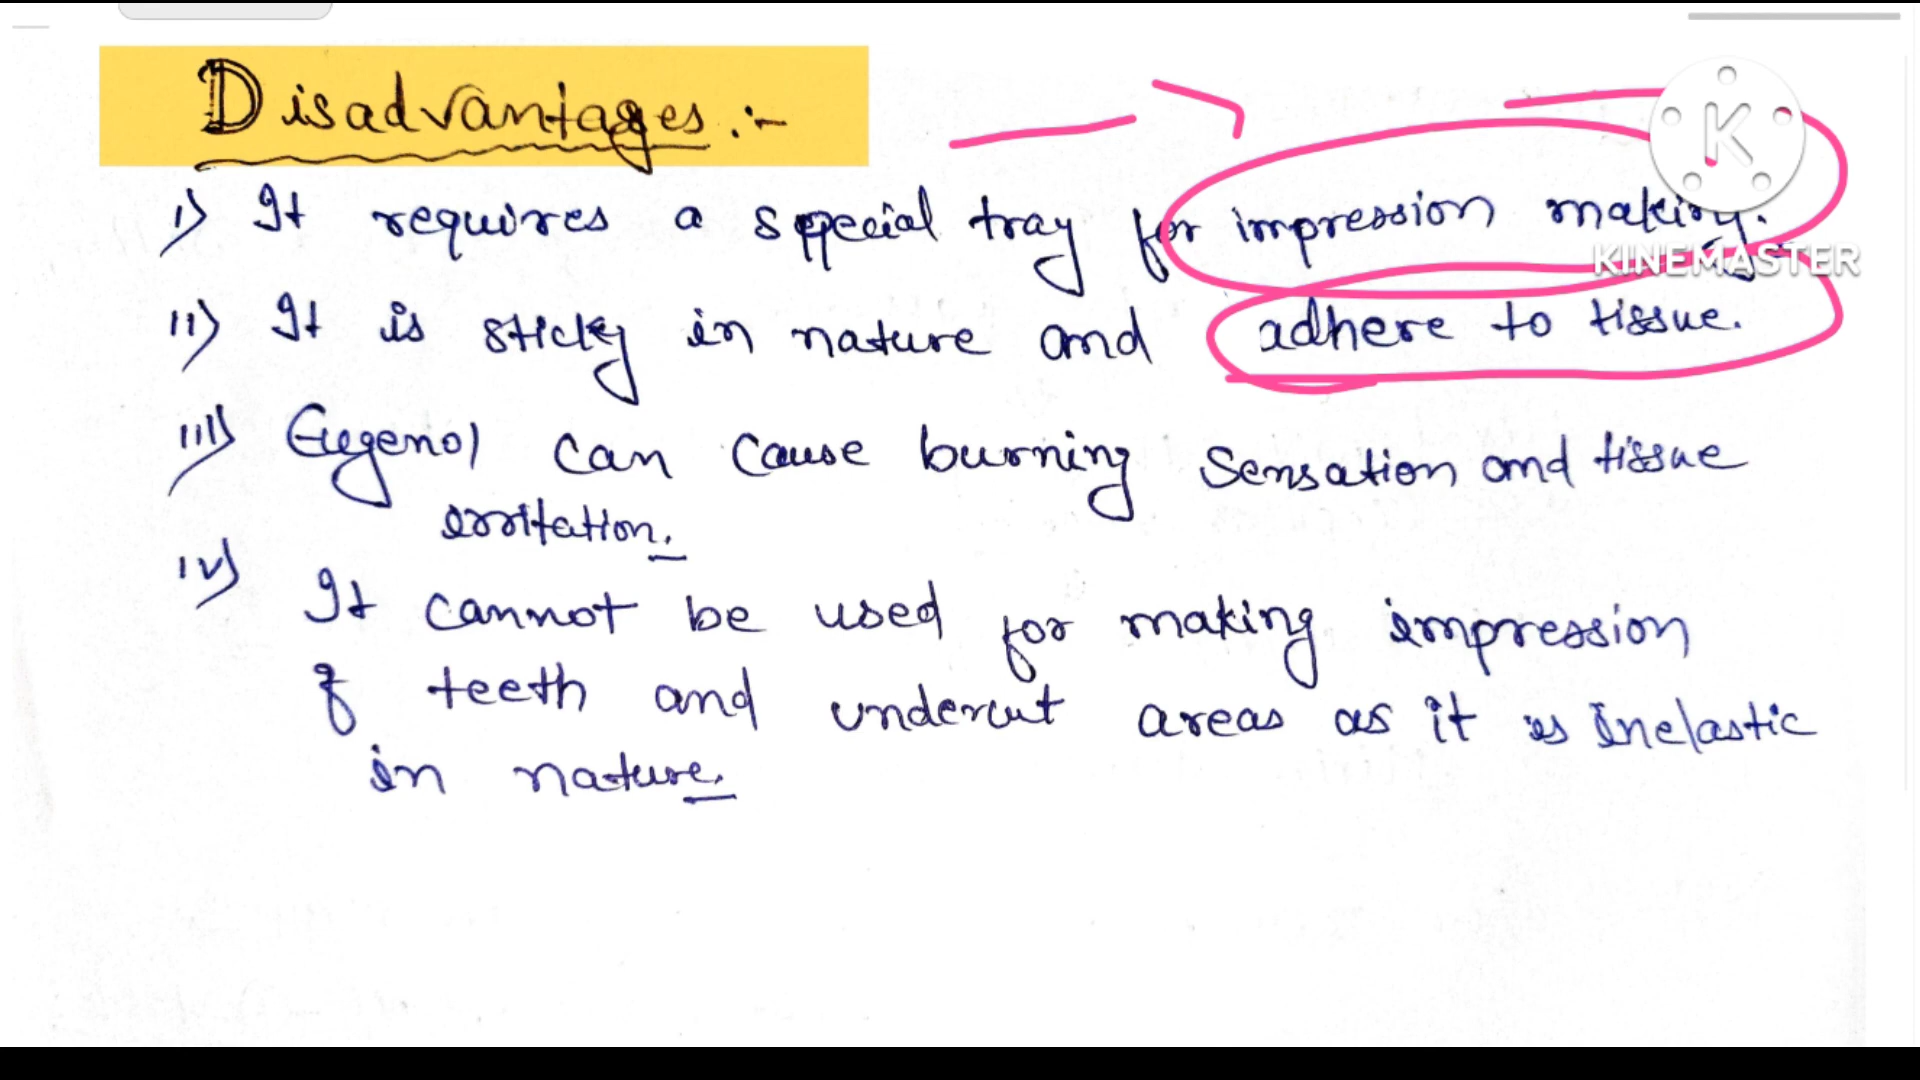 Disadvantages :-
i) It requires a special tray for impression making.
KINEMASTER
ii) It is sticky in nature and adhere to tissue.
iii) Eugenol can cause burning sensation and tissue
irritation.
iv) It cannot be used for making impression
of teeth and undercut areas as it is Inelastic
in nature.